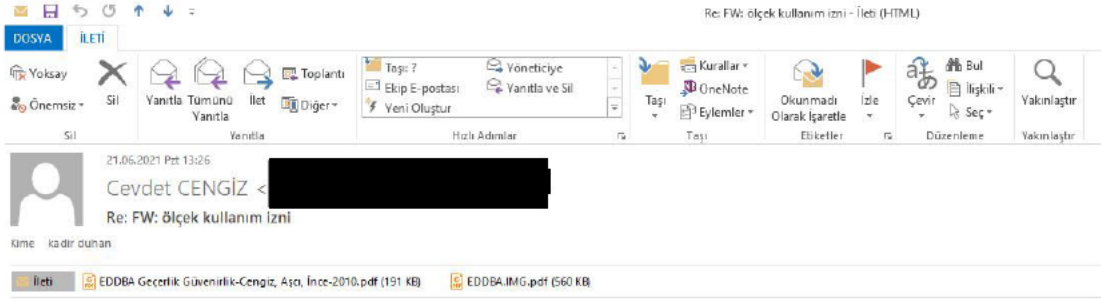 Re: FW: ölçek kullanım izni - İleti (HTML)
DOSYA İLETİ
Yoksay
Önemsiz
Sil
Yanıtla Tümünü Yanıtla İlet
Toplantı
Diğer
Taşı: ?
Ekip E-postası
Yeni Oluştur
Yöneticiye
Yanıtla ve Sil
Taşı
Kurallar
OneNote
Eylemler
Okunmadı Olarak İşaretle
İzle
Çevir
Bul
İlişkili
Seç
Yakınlaştır
Sil Yanıtla Hızlı Adımlar Taşı Etiketler Düzenleme Yakınlaştır
21.06.2021 Pzt 13:26
Cevdet CENGİZ <
Re: FW: ölçek kullanım izni
Kime kadir duhan
İleti EDDBA Geçerlik Güvenirlik-Cengiz, Aşcı, İnce-2010.pdf (191 KB) EDDBA.IMG.pdf (560 KB)